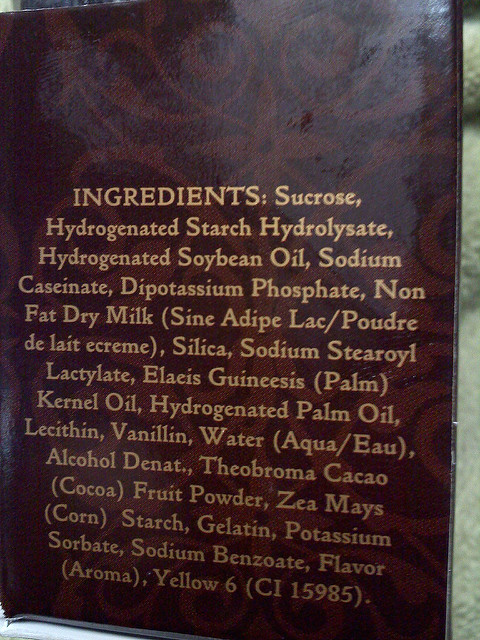 INGREDIENTS: Sucrose,
Hydrogenated Starch Hydrolysate,
Hydrogenated Soybean Oil, Sodium
Caseinate, Dipotassium Phosphate, Non
Fat Dry Milk (Sine Adipe Lac/Poudre
de lait ecreme), Silica, Sodium Stearoyl
Lactylate, Elaeis Guineesis (Palm)
Kernel Oil, Hydrogenated Palm Oil,
Lecithin, Vanillin, Water (Aqua/Eau),
Alcohol Denat., Theobroma Cacao
(Cocoa) Fruit Powder, Zea Mays
(Corn) Starch, Gelatin, Potassium
Sorbate, Sodium Benzoate, Flavor
(Aroma), Yellow 6 (CI 15985).